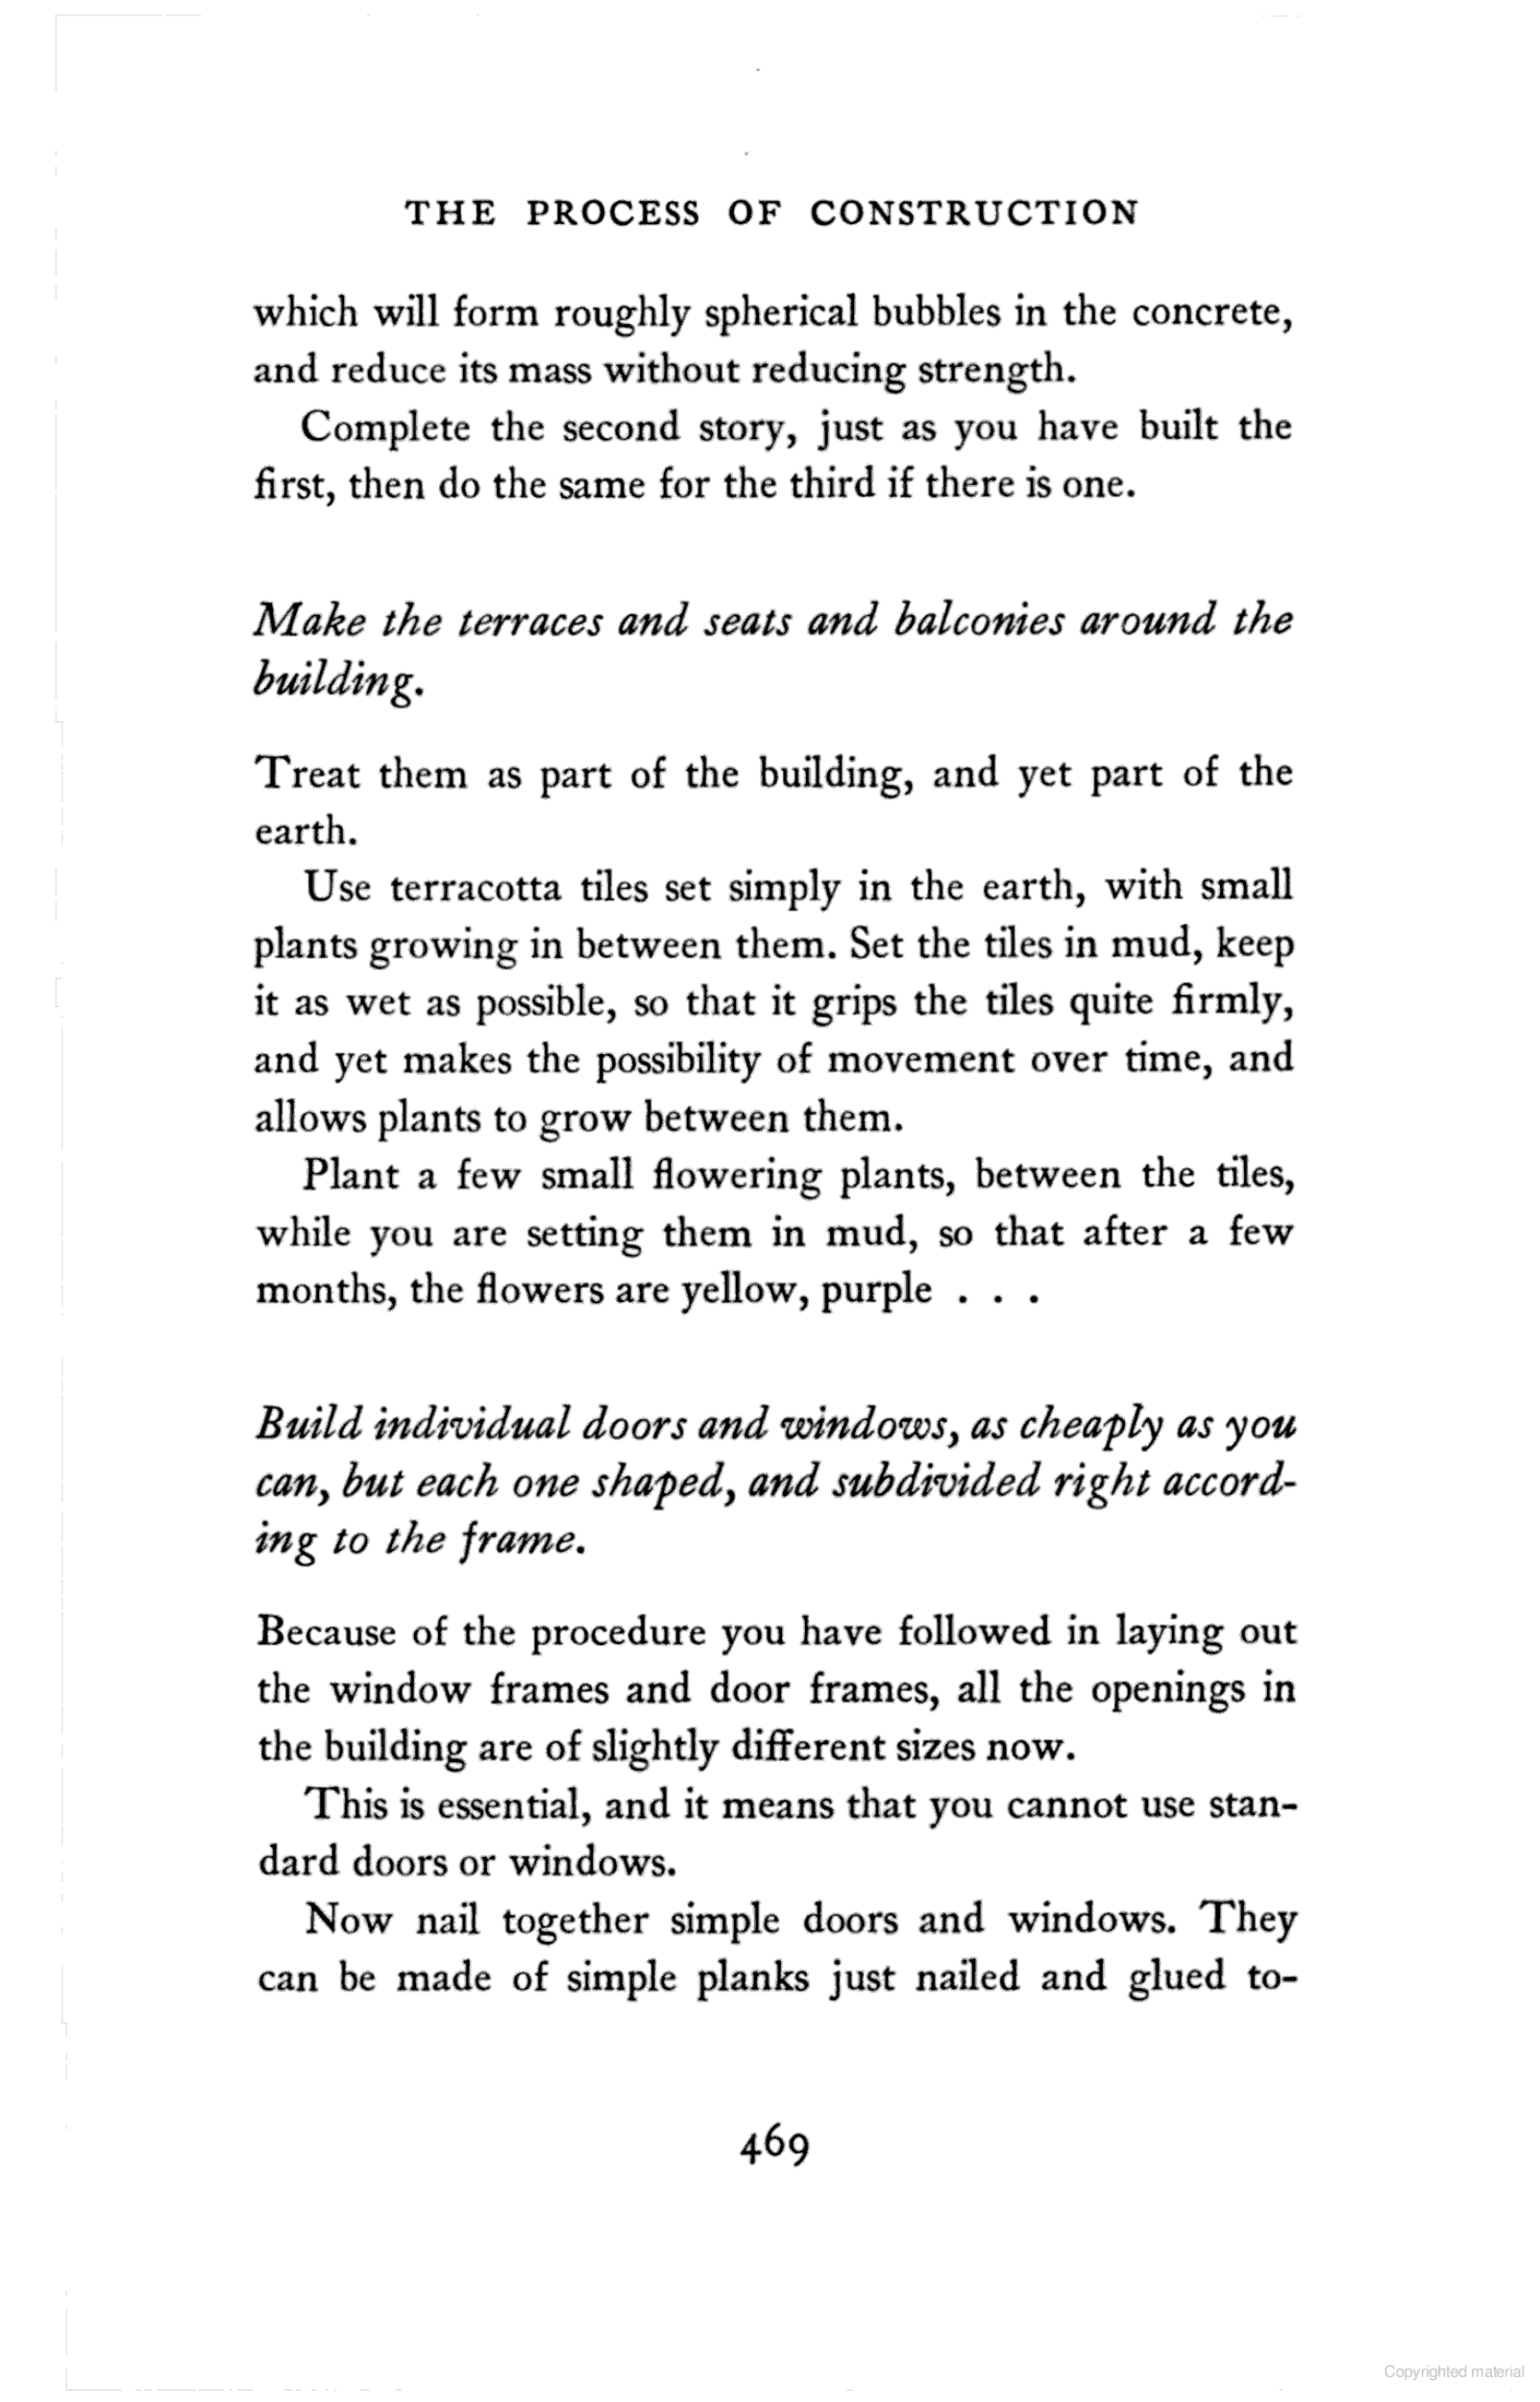 THE PROCESS OF CONSTRUCTION
which will form roughly spherical bubbles in the concrete,
and reduce its mass without reducing strength.
Complete the second story, just as you have built the
first, then do the same for the third if there is one.
Make the terraces and seats and balconies around the
building.
Treat them as part of the building, and yet part of the
earth.
Use terracotta tiles set simply in the earth, with small
plants growing in between them. Set the tiles in mud, keep
it as wet as possible, so that it grips the tiles quite firmly,
and yet makes the possibility of movement over time, and
allows plants to grow between them.
Plant a few small flowering plants, between the tiles,
while you are setting them in mud, so that after a few
months, the flowers are yellow, purple . . .
Build individual doors and windows, as cheaply as you
can, but each one shaped, and subdivided right accord-
ing to the frame.
Because of the procedure you have followed in laying out
the window frames and door frames, all the openings in
the building are of slightly different sizes now.
This is essential, and it means that you cannot use stan-
dard doors or windows.
Now nail together simple doors and windows. They
can be made of simple planks just nailed and glued to-
469
Copyrighted material